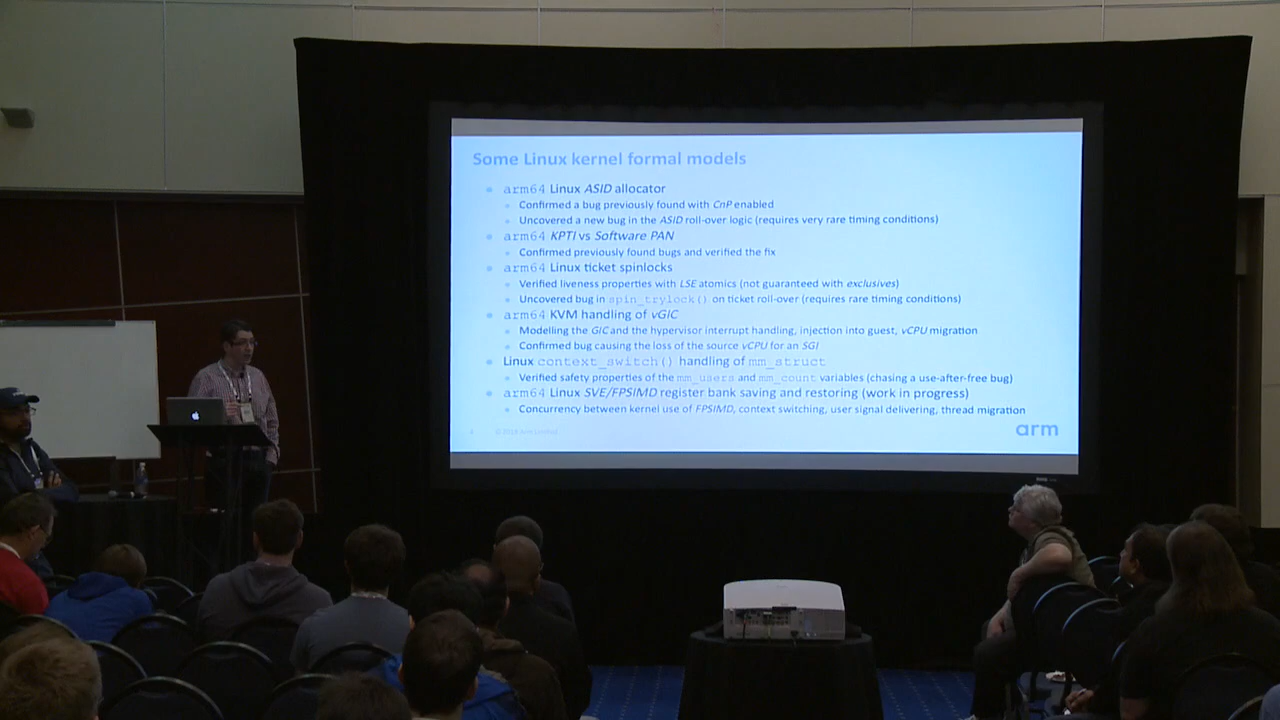 Some Linux kernel formal models
arm64 Linux ASID allocator
Confirmed a bug previously found with CnP enabled
Uncovered a new bug in the ASID roll-over logic (requires very rare timing conditions)
arm64 KPTI vs Software PAN
Confirmed previously found bugs and verified the fix
arm64 Linux ticket spinlocks
Verified liveness properties with LSE atomics (not guaranteed with exclusives)
Uncovered bug in spin_trylock() on ticket roll-over (requires rare timing conditions)
arm64 KVM handling of vGIC
Modelling the GIC and the hypervisor interrupt handling, injection into guest, vCPU migration
Confirmed bug causing the loss of the source vCPU for an SGI
Linux context_switch() handling of mm_struct
Verified safety properties of the mm_users and mm_count variables (chasing a use-after-free bug)
arm64 Linux SVE/FPSIMD register bank saving and restoring (work in progress)
Concurrency between kernel use of FPSIMD, context switching, user signal delivering, thread migration
4 © 2018 Arm Limited
arm